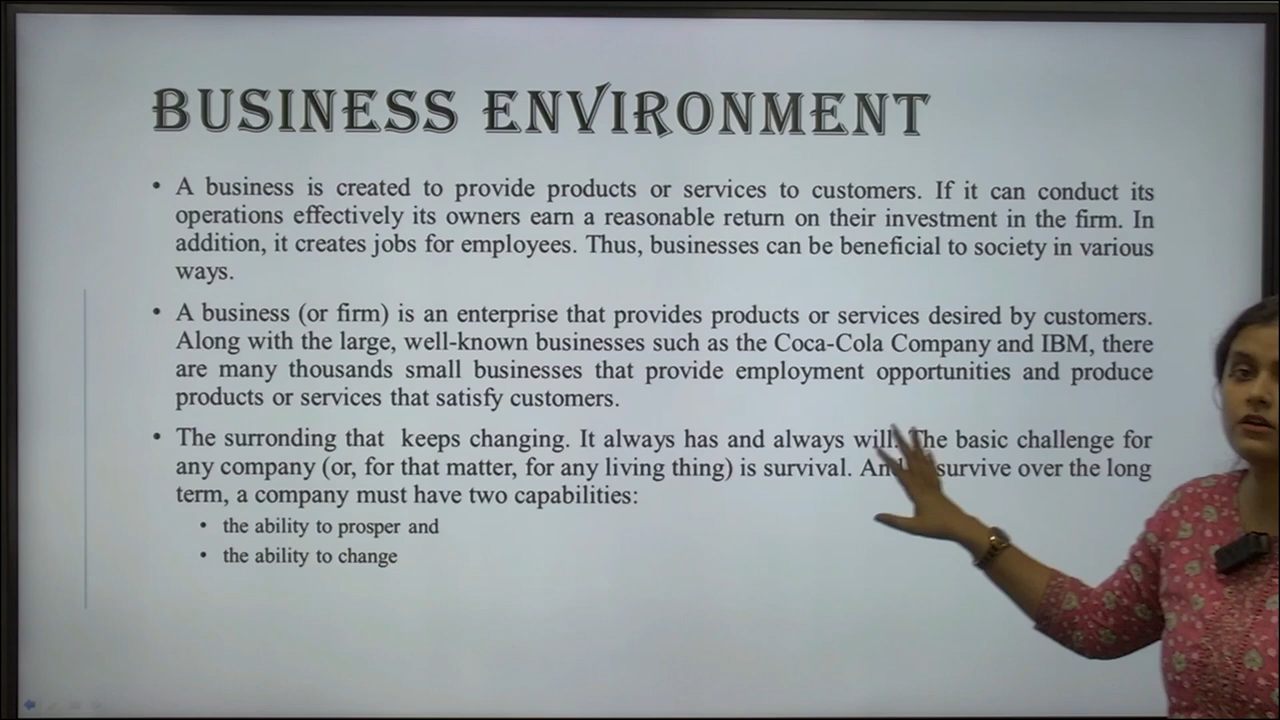 BUSINESS ENVIRONMENT
• A business is created to provide products or services to customers. If it can conduct its
operations effectively its owners earn a reasonable return on their investment in the firm. In
addition, it creates jobs for employees. Thus, businesses can be beneficial to society in various
ways.
• A business (or firm) is an enterprise that provides products or services desired by customers.
Along with the large, well-known businesses such as the Coca-Cola Company and IBM, there
are many thousands small businesses that provide employment opportunities and produce
products or services that satisfy customers.
• The surronding that keeps changing. It always has and always will. The basic challenge for
any company (or, for that matter, for any living thing) is survival. survive over the long
term, a company must have two capabilities:
• the ability to prosper and
• the ability to change